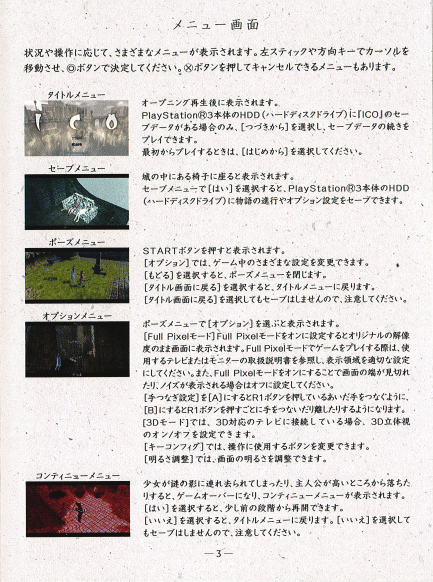 メニュー画面
状況や操作に応じて、さまざまなメニューが表示されます。左スティックや方向キーでカーソルを
移動させ、◎ボタンで決定してください。⊗ボタンを押してキャンセルできるメニューもあります。
タイトルメニュー
ICO
オープニング再生後に表示されます。
PlayStation®3本体のHDD(ハードディスクドライブ)に『ICO』のセー
ブデータがある場合のみ、[つづきから]を選択し、セーブデータの続きを
プレイできます。
最初からプレイするときは、[はじめから]を選択してください。
セーブメニュー
城の中にある椅子に座ると表示されます。
セーブメニューで[はい]を選択すると、PlayStation®3本体のHDD
(ハードディスクドライブ)に物語の進行やオプション設定をセーブできます。
ポーズメニュー
STARTボタンを押すと表示されます。
[オプション]では、ゲーム中のさまざまな設定を変更できます。
[もどる]を選択すると、ポーズメニューを閉じます。
[タイトル画面に戻る]を選択すると、タイトルメニューに戻ります。
[タイトル画面に戻る]を選択してもセーブはしませんので、注意してください。
オプションメニュー
ポーズメニューで[オプション]を選ぶと表示されます。
[Full Pixelモード]Full Pixelモードをオンに設定するとオリジナルの解像
度のまま画面に表示されます。Full Pixelモードでゲームをプレイする際は、使
用するテレビまたはモニターの取扱説明書を参照し、表示領域を適切な設定
にしてください。また、Full Pixelモードをオンにすることで画面の端が見切れ
たり、ノイズが表示される場合はオフに設定してください。
[手つなぎ設定]を[A]にするとR1ボタンを押しているあいだ手をつなぐように、
[B]にするとR1ボタンを押すごとに手をつないだり離したりするようになります。
[3Dモード]では、3D対応のテレビに接続している場合、3D立体視
のオン/オフを設定できます。
[キーコンフィグ]では、操作に使用するボタンを変更できます。
[明るさ調整]では、画面の明るさを調整できます。
コンティニューメニュー
少女が謎の影に連れ去られてしまったり、主人公が高いところから落ちた
りすると、ゲームオーバーになり、コンティニューメニューが表示されます。
[はい]を選択すると、少し前の段階から再開できます。
[いいえ]を選択すると、タイトルメニューに戻ります。[いいえ]を選択して
もセーブはしませんので、注意してください。
—3—